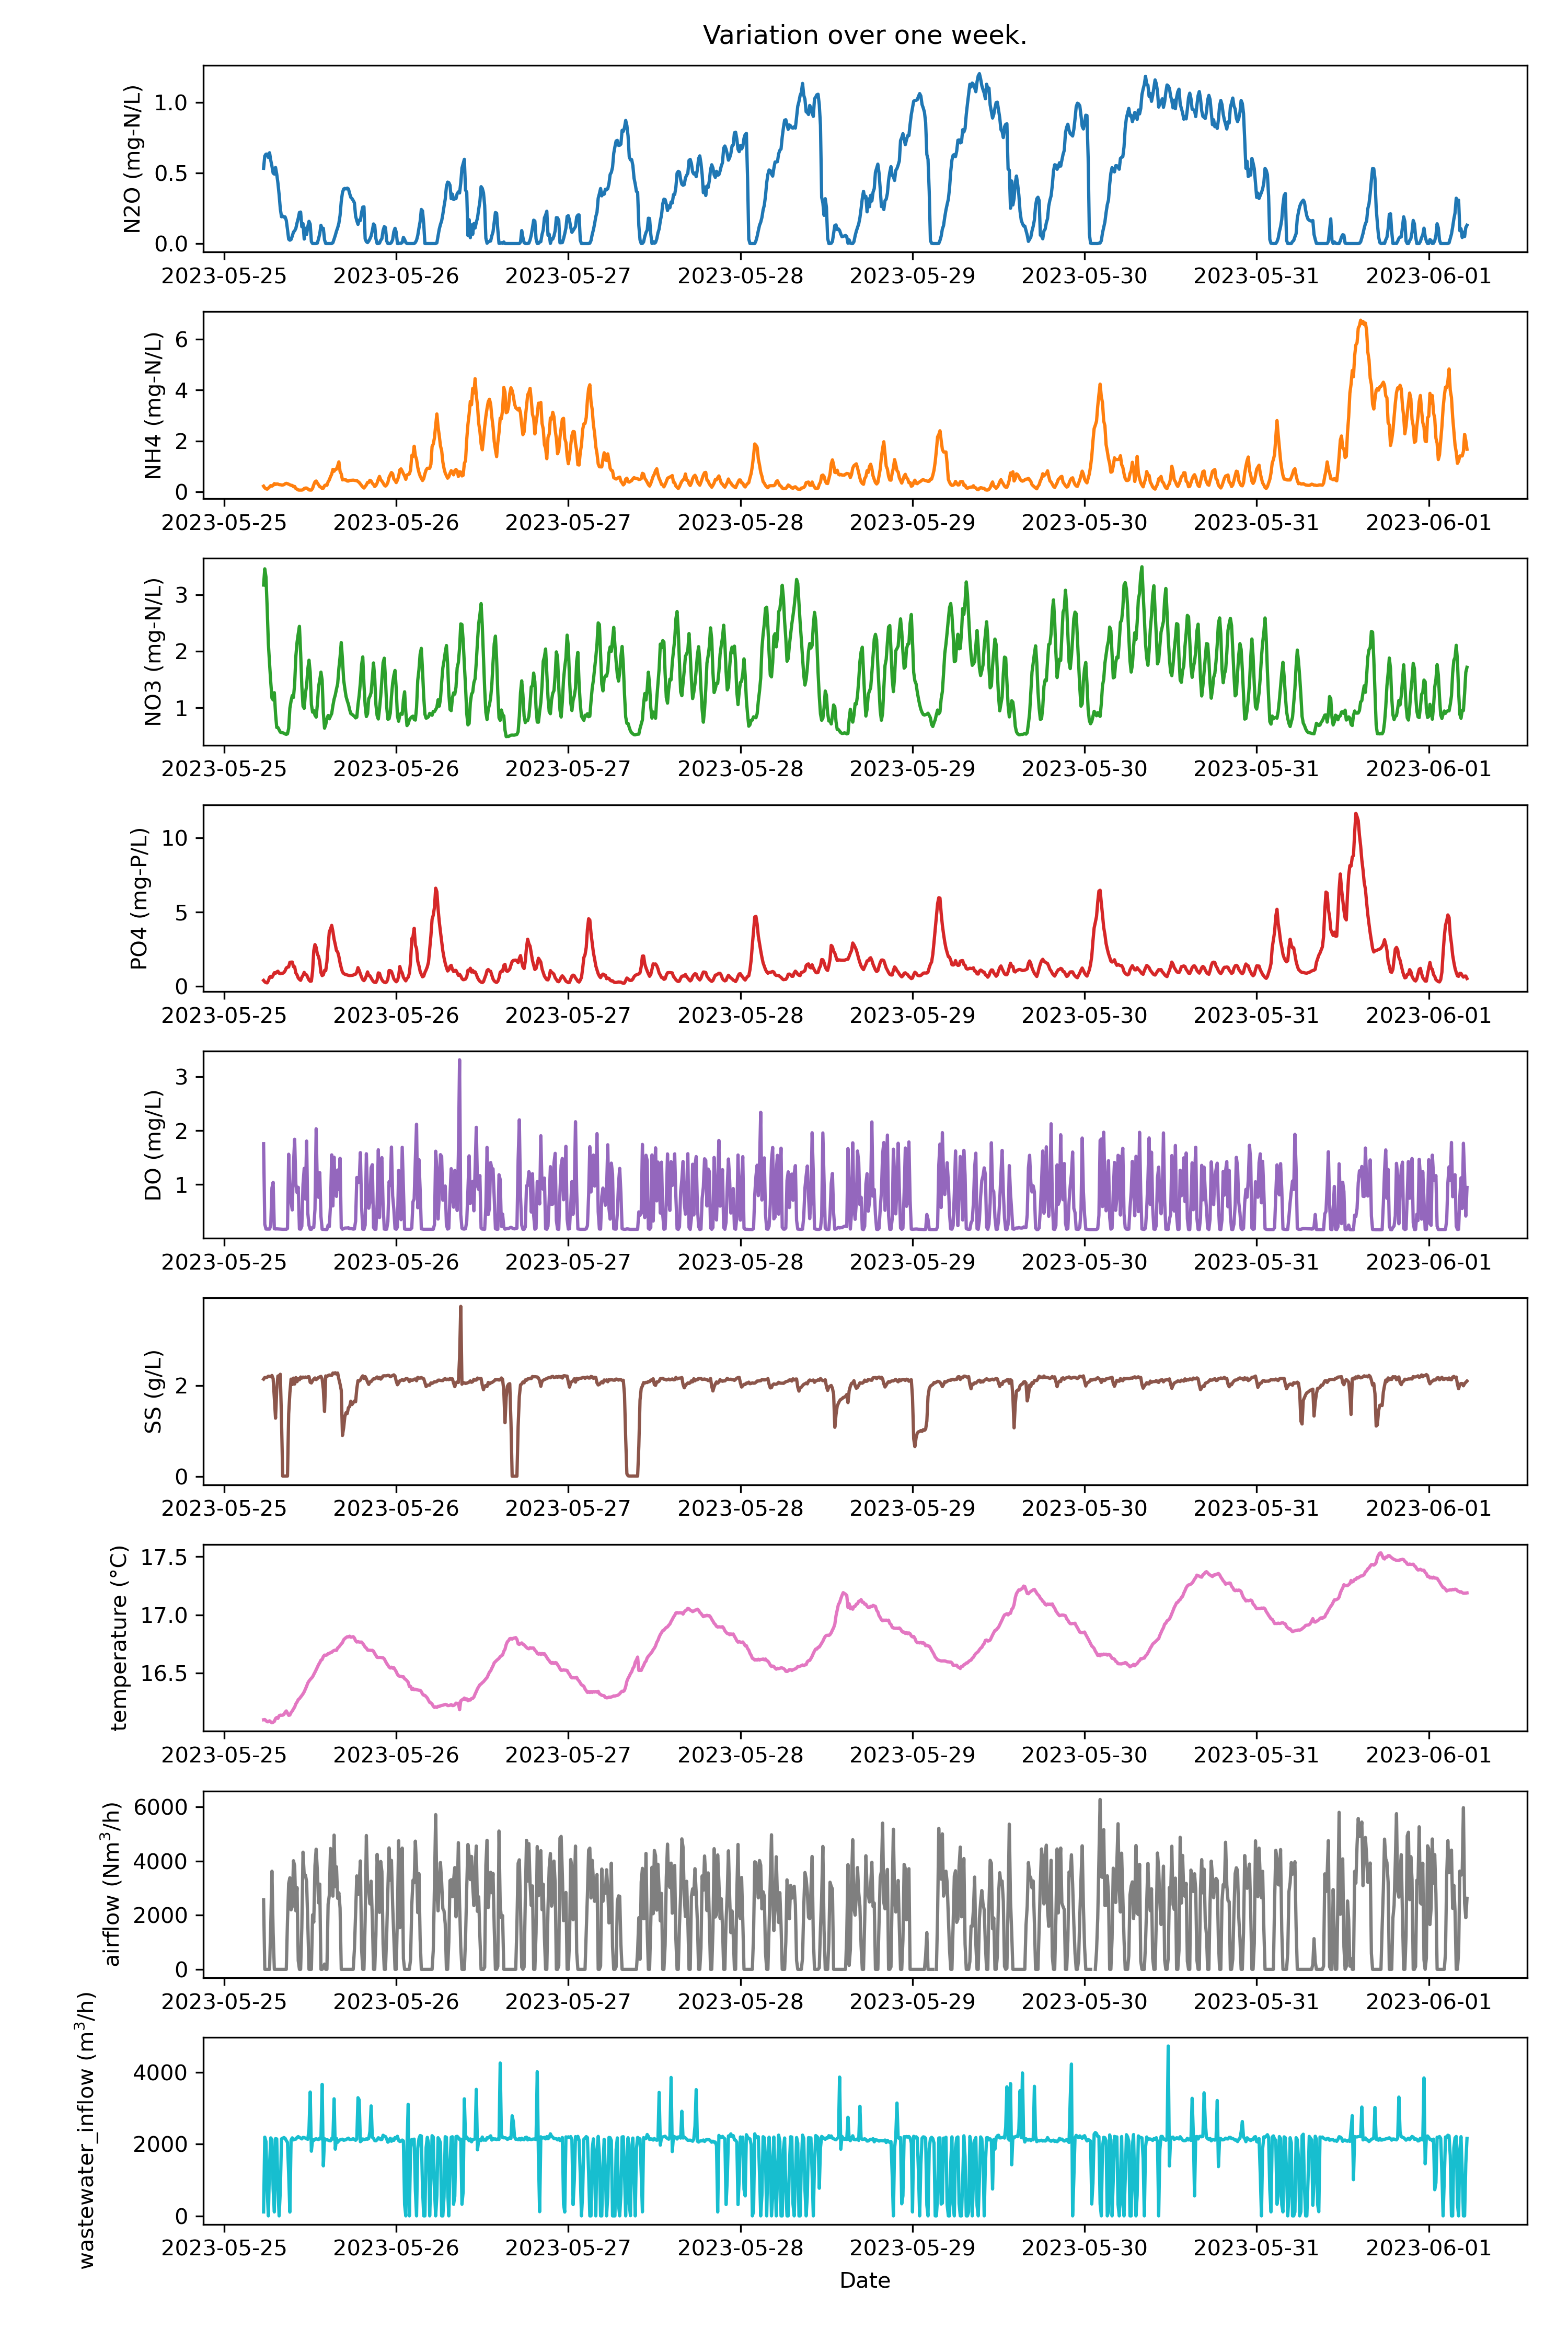 Variation over one week.
N2O (mg-N/L)
1.0
0.5
0.0
2023-05-25 2023-05-26 2023-05-27 2023-05-28 2023-05-29 2023-05-30 2023-05-31 2023-06-01
NH4 (mg-N/L)
6
4
2
0
2023-05-25 2023-05-26 2023-05-27 2023-05-28 2023-05-29 2023-05-30 2023-05-31 2023-06-01
NO3 (mg-N/L)
3
2
1
2023-05-25 2023-05-26 2023-05-27 2023-05-28 2023-05-29 2023-05-30 2023-05-31 2023-06-01
PO4 (mg-P/L)
10
5
0
2023-05-25 2023-05-26 2023-05-27 2023-05-28 2023-05-29 2023-05-30 2023-05-31 2023-06-01
DO (mg/L)
3
2
1
2023-05-25 2023-05-26 2023-05-27 2023-05-28 2023-05-29 2023-05-30 2023-05-31 2023-06-01
SS (g/L)
2
0
2023-05-25 2023-05-26 2023-05-27 2023-05-28 2023-05-29 2023-05-30 2023-05-31 2023-06-01
temperature (°C)
17.5
17.0
16.5
2023-05-25 2023-05-26 2023-05-27 2023-05-28 2023-05-29 2023-05-30 2023-05-31 2023-06-01
airflow (Nm³/h)
6000
4000
2000
0
2023-05-25 2023-05-26 2023-05-27 2023-05-28 2023-05-29 2023-05-30 2023-05-31 2023-06-01
wastewater_inflow (m³/h)
4000
2000
0
2023-05-25 2023-05-26 2023-05-27 2023-05-28 2023-05-29 2023-05-30 2023-05-31 2023-06-01
Date